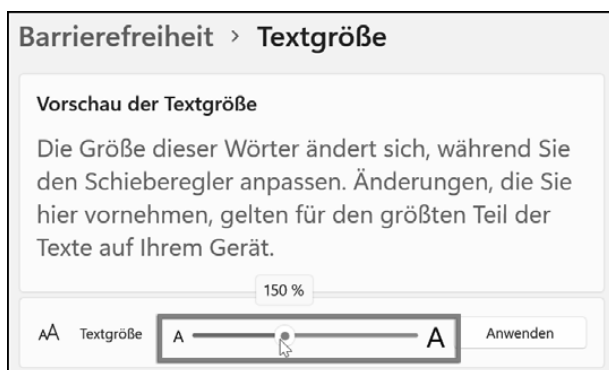 Barrierefreiheit > Textgröße
Vorschau der Textgröße
Die Größe dieser Wörter ändert sich, während Sie
den Schieberegler anpassen. Änderungen, die Sie
hier vornehmen, gelten für den größten Teil der
Texte auf Ihrem Gerät.
150 %
AA Textgröße A A Anwenden